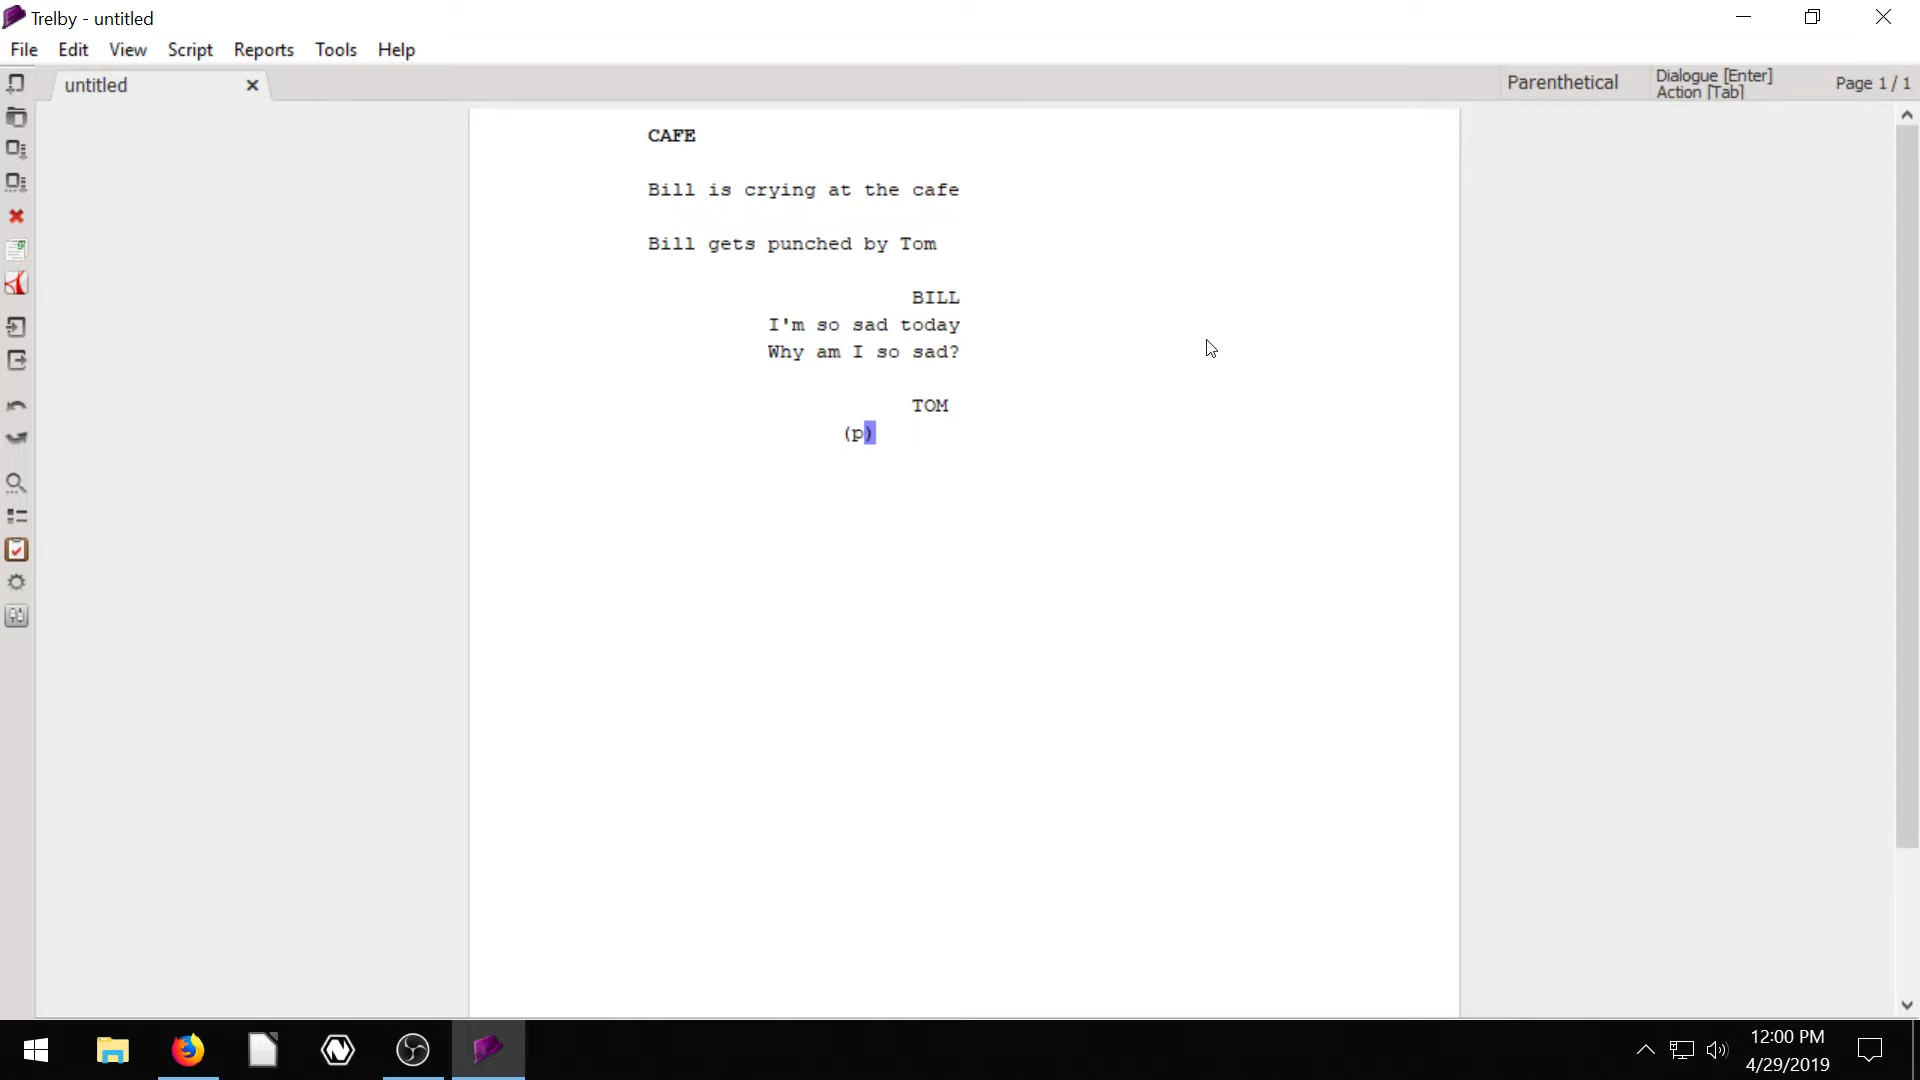 Trelby - untitled
File Edit View Script Reports Tools Help
untitled
Parenthetical
Dialogue [Enter]
Action [Tab]
Page 1 / 1
CAFE
Bill is crying at the cafe
Bill gets punched by Tom
BILL
I'm so sad today
Why am I so sad?
TOM
(p)
12:00 PM
4/29/2019